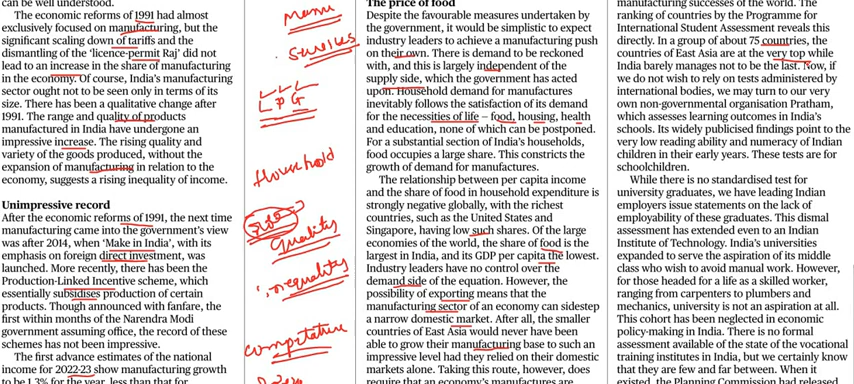 can be well understood.
The economic reforms of 1991 had almost
exclusively focused on manufacturing, but the
significant scaling down of tariffs and the
dismantling of the 'licence-permit Raj' did not
lead to an increase in the share of manufacturing
in the economy. Of course, India's manufacturing
sector ought not to be seen only in terms of its
size. There has been a qualitative change after
1991. The range and quality of products
manufactured in India have undergone an
impressive increase. The rising quality and
variety of the goods produced, without the
expansion of manufacturing in relation to the
economy, suggests a rising inequality of income.
Unimpressive record
After the economic reforms of 1991, the next time
manufacturing came into the government's view
was after 2014, when 'Make in India', with its
emphasis on foreign direct investment, was
launched. More recently, there has been the
Production-Linked Incentive scheme, which
essentially subsidises production of certain
products. Though announced with fanfare, the
first within months of the Narendra Modi
government assuming office, the record of these
schemes has not been impressive.
The first advance estimates of the national
income for 2022-23 show manufacturing growth
to be 1.3% for the year, less than that for
Manu
Services
LPG
Household
Quality
inequality
The price of food
Despite the favourable measures undertaken by
the government, it would be simplistic to expect
industry leaders to achieve a manufacturing push
on their own. There is demand to be reckoned
with, and this is largely independent of the
supply side, which the government has acted
upon. Household demand for manufactures
inevitably follows the satisfaction of its demand
for the necessities of life – food, housing, health
and education, none of which can be postponed.
For a substantial section of India's households,
food occupies a large share. This constricts the
growth of demand for manufactures.
The relationship between per capita income
and the share of food in household expenditure is
strongly negative globally, with the richest
countries, such as the United States and
Singapore, having low such shares. Of the large
economies of the world, the share of food is the
largest in India, and its GDP per capita the lowest.
Industry leaders have no control over the
demand side of the equation. However, the
possibility of exporting means that the
manufacturing sector of an economy can sidestep
a narrow domestic market. After all, the smaller
countries of East Asia would never have been
able to grow their manufacturing base to such an
impressive level had they relied on their domestic
markets alone. Taking this route, however, does
require that an economy's manufactures are
manufacturing successes of the world. The
ranking of countries by the Programme for
International Student Assessment reveals this
directly. In a group of about 75 countries, the
countries of East Asia are at the very top while
India barely manages not to be the last. Now, if
we do not wish to rely on tests administered by
international bodies, we may turn to our very
own non-governmental organisation Pratham,
which assesses learning outcomes in India's
schools. Its widely publicised findings point to the
very low reading ability and numeracy of Indian
children in their early years. These tests are for
schoolchildren.
While there is no standardised test for
university graduates, we have leading Indian
employers issue statements on the lack of
employability of these graduates. This dismal
assessment has extended even to an Indian
Institute of Technology. India's universities
expanded to serve the aspiration of its middle
class who wish to avoid manual work. However,
for those headed for a life as a skilled worker,
ranging from carpenters to plumbers and
mechanics, university is not an aspiration at all.
This cohort has been neglected in economic
policy-making in India. There is no formal
assessment available of the state of the vocational
training institutes in India, but we certainly know
that they are few and far between. When it
existed, the Planning Commission had released